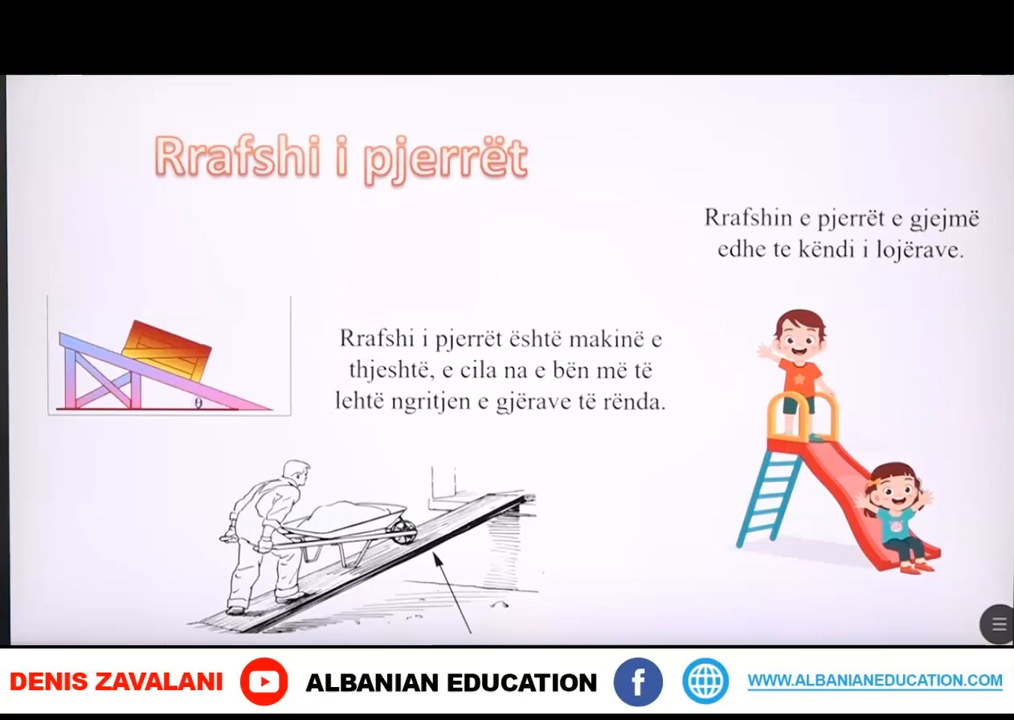 Rrafshi i pjerrët
Rrafshin e pjerrët e gjejmë
edhe te këndi i lojërave.
Rrafshi i pjerrët është makinë e
thjeshtë, e cila na e bën më të
lehtë ngritjen e gjërave të rënda.
θ
DENIS ZAVALANI
ALBANIAN EDUCATION
f
WWW.ALBANIANEDUCATION.COM